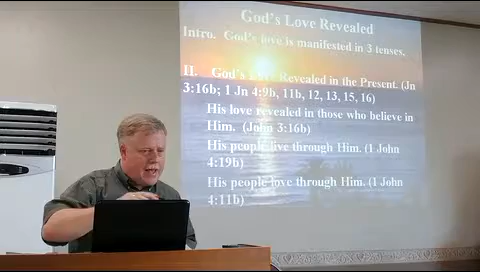 God's Love Revealed
Intro. God's love is manifested in 3 tenses.
II. God's Love Revealed in the Present. (Jn
3:16b; 1 Jn 4:9b, 11b, 12, 13, 15, 16)
His love revealed in those who believe in
Him. (John 3:16b)
His people live through Him. (1 John
4:19b)
His people love through Him. (1 John
4:11b)